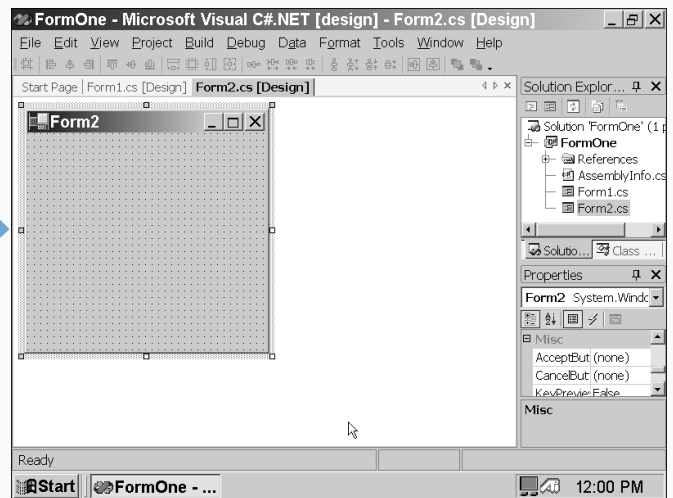 FormOne - Microsoft Visual C#.NET [design] - Form2.cs [Design]
File Edit View Project Build Debug Data Format Tools Window Help
Start Page Form1.cs [Design] Form2.cs [Design]
Form2
Solution Explor...
Solution 'FormOne' (1 p
FormOne
References
AssemblyInfo.cs
Form1.cs
Form2.cs
Solutio... Class ...
Properties
Form2 System.Windo
Misc
AcceptBut (none)
CancelBut (none)
KeyPreview False
Misc
Ready
Start FormOne - ... 12:00 PM